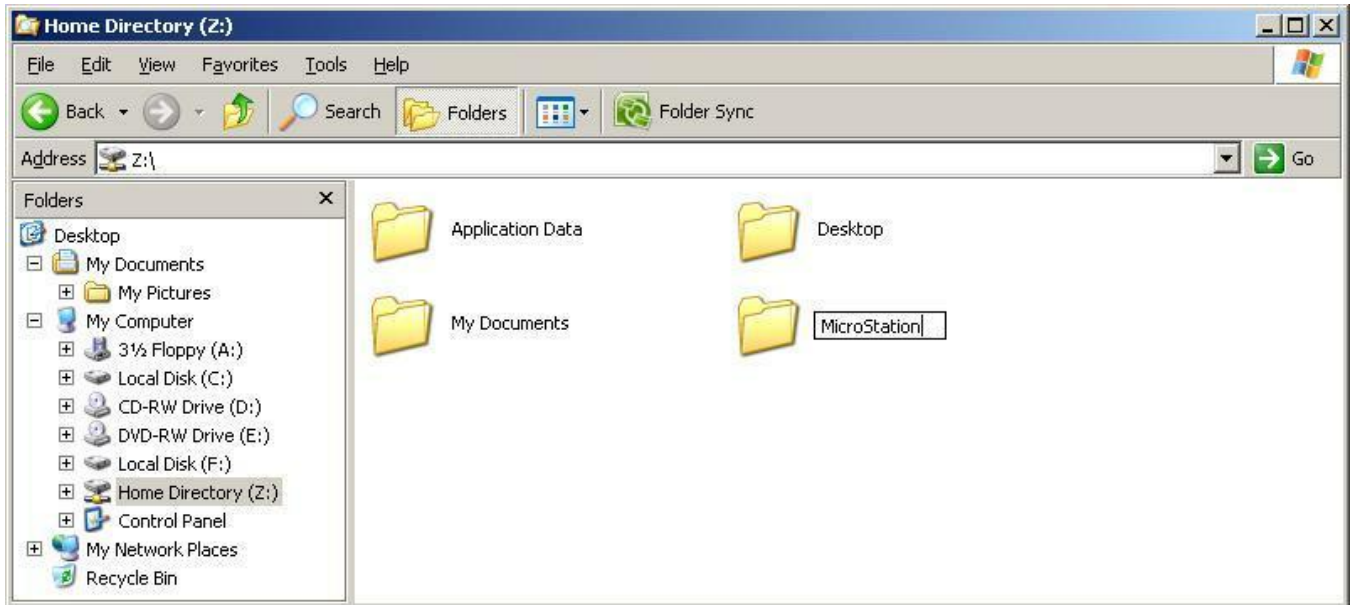 Home Directory (Z:)
File Edit View Favorites Tools Help
Back Search Folders Folder Sync
Address Z:\ Go
Folders
Desktop
My Documents
My Pictures
My Computer
3½ Floppy (A:)
Local Disk (C:)
CD-RW Drive (D:)
DVD-RW Drive (E:)
Local Disk (F:)
Home Directory (Z:)
Control Panel
My Network Places
Recycle Bin
Application Data
Desktop
My Documents
MicroStation